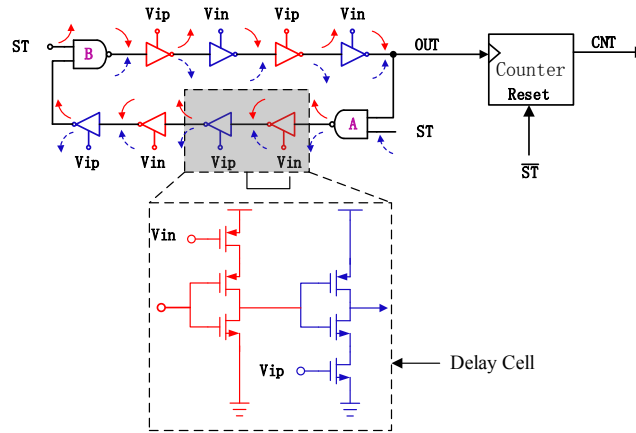 Vip Vin Vip Vin
ST B OUT CNT
Counter
Reset
A
ST
Vip Vin Vip Vin
ST
Vin
Vip
Delay Cell